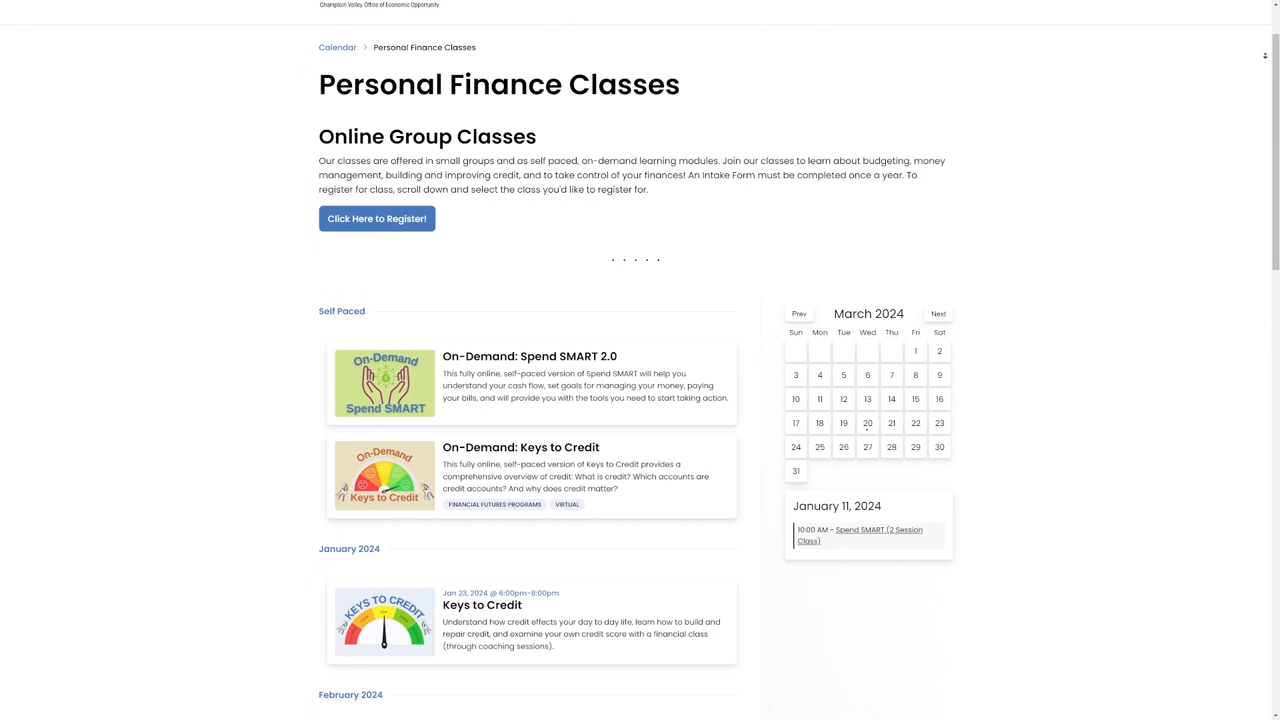 Champlain Valley Office of Economic Opportunity
Calendar > Personal Finance Classes
Personal Finance Classes
Online Group Classes
Our classes are offered in small groups and as self paced, on-demand learning modules. Join our classes to learn about budgeting, money
management, building and improving credit, and to take control of your finances! An Intake Form must be completed once a year. To
register for class, scroll down and select the class you'd like to register for.
Click Here to Register!
Self Paced
On-Demand Spend SMART
On-Demand: Spend SMART 2.0
This fully online, self-paced version of Spend SMART will help you
understand your cash flow, set goals for managing your money, paying
your bills, and will provide you with the tools you need to start taking action.
On-Demand Keys to Credit
On-Demand: Keys to Credit
This fully online, self-paced version of Keys to Credit provides a
comprehensive overview of credit: What is credit? Which accounts are
credit accounts? And why does credit matter?
FINANCIAL FUTURES PROGRAMS VIRTUAL
January 2024
KEYS TO CREDIT
Jan 23, 2024 @ 6:00pm-8:00pm
Keys to Credit
Understand how credit effects your day to day life, learn how to build and
repair credit, and examine your own credit score with a financial class
(through coaching sessions).
February 2024
Prev March 2024 Next
Sun Mon Tue Wed Thu Fri Sat
1 2
3 4 5 6 7 8 9
10 11 12 13 14 15 16
17 18 19 20 21 22 23
24 25 26 27 28 29 30
31
January 11, 2024
10:00 AM - Spend SMART (2 Session
Class)